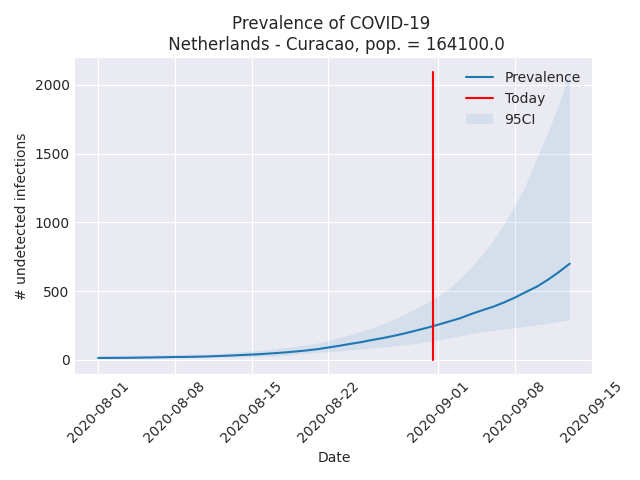 Prevalence of COVID-19
Netherlands - Curacao, pop. = 164100.0
Prevalence
Today
95CI
# undetected infections
2000
1500
1000
500
0
2020-08-01
2020-08-08
2020-08-15
2020-08-22
2020-09-01
2020-09-08
2020-09-15
Date